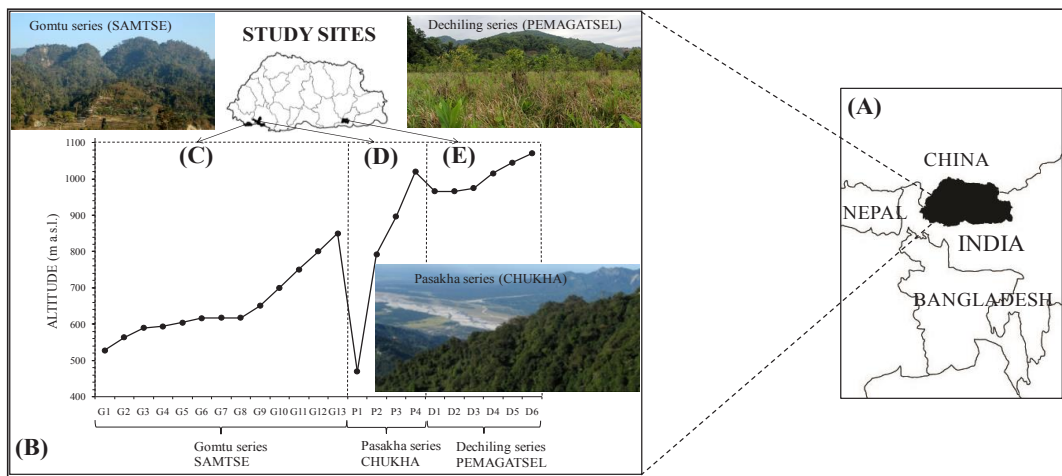 Gomtu series (SAMTSE)
STUDY SITES
Dechiling series (PEMAGATSEL)
(C)
(D)
(E)
ALTITUDE (m a.s.l.)
1100
1000
900
800
700
600
500
400
300
Pasakha series (CHUKHA)
G1 G2 G3 G4 G5 G6 G7 G8 G9 G10 G11 G12 G13 P1 P2 P3 P4 D1 D2 D3 D4 D5 D6
(B)
Gomtu series
SAMTSE
Pasakha series
CHUKHA
Dechiling series
PEMAGATSEL
(A)
CHINA
NEPAL
INDIA
BANGLADESH